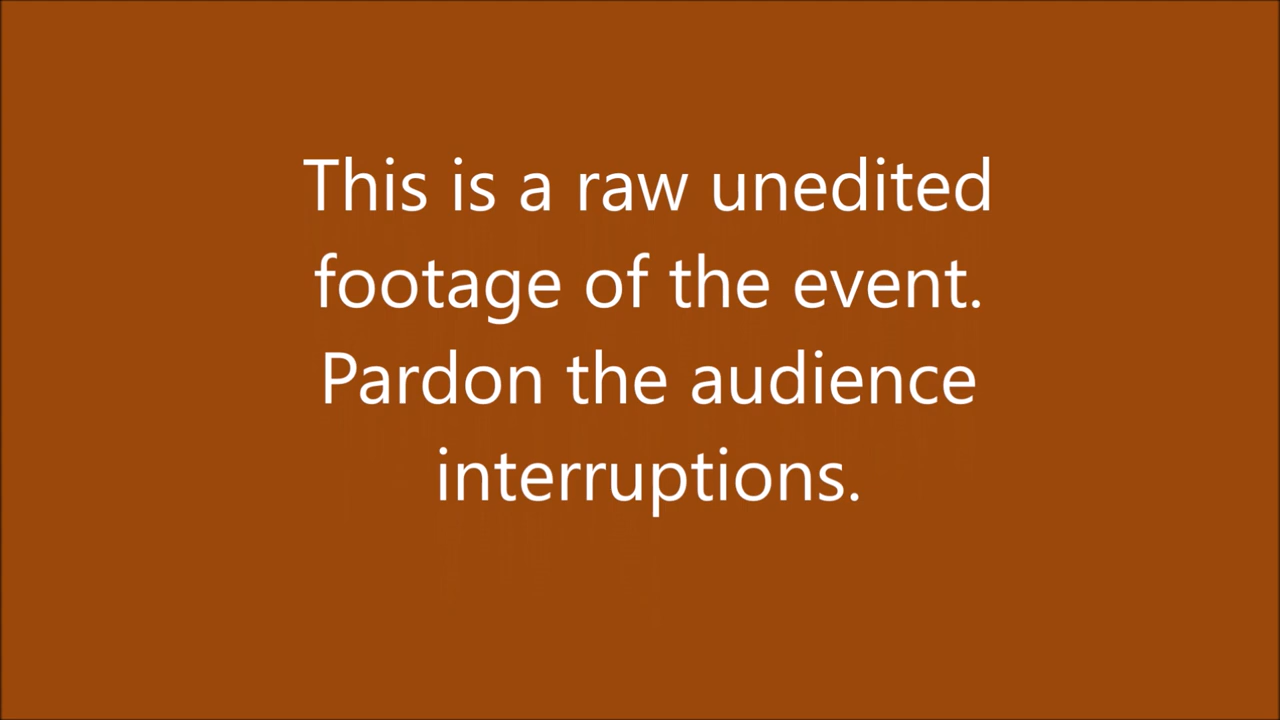 This is a raw unedited
footage of the event.
Pardon the audience
interruptions.